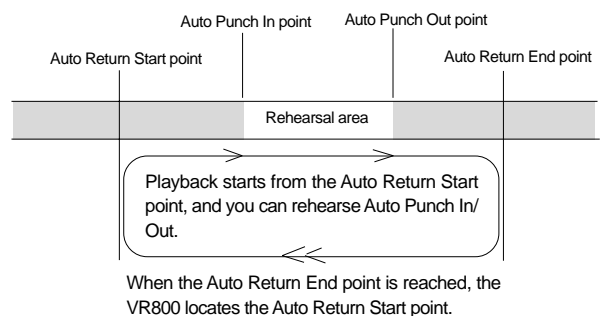 Auto Punch In point
Auto Punch Out point
Auto Return Start point
Auto Return End point
Rehearsal area
Playback starts from the Auto Return Start
point, and you can rehearse Auto Punch In/
Out.
When the Auto Return End point is reached, the
VR800 locates the Auto Return Start point.